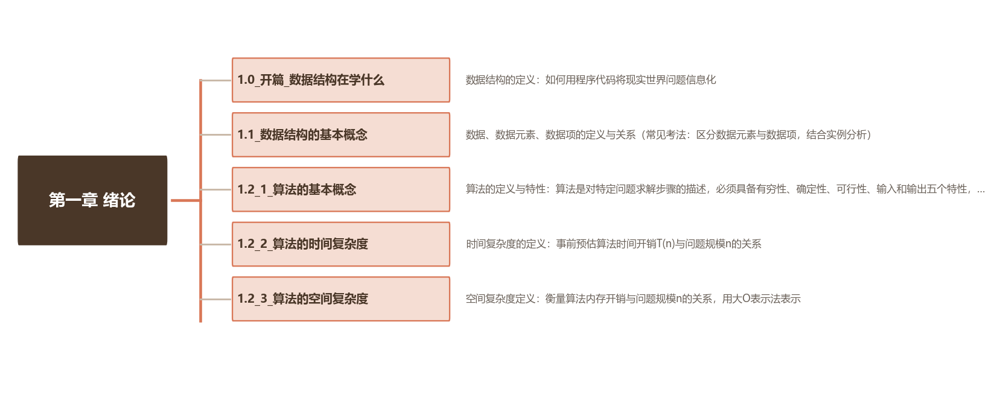 第一章 绪论
1.0_开篇_数据结构在学什么
数据结构的定义：如何用程序代码将现实世界问题信息化
1.1_数据结构的基本概念
数据、数据元素、数据项的定义与关系（常见考法：区分数据元素与数据项，结合实例分析）
1.2_1_算法的基本概念
算法的定义与特性：算法是对特定问题求解步骤的描述，必须具备有穷性、确定性、可行性、输入和输出五个特性，...
1.2_2_算法的时间复杂度
时间复杂度的定义：事前预估算法时间开销T(n)与问题规模n的关系
1.2_3_算法的空间复杂度
空间复杂度定义：衡量算法内存开销与问题规模n的关系，用大O表示法表示